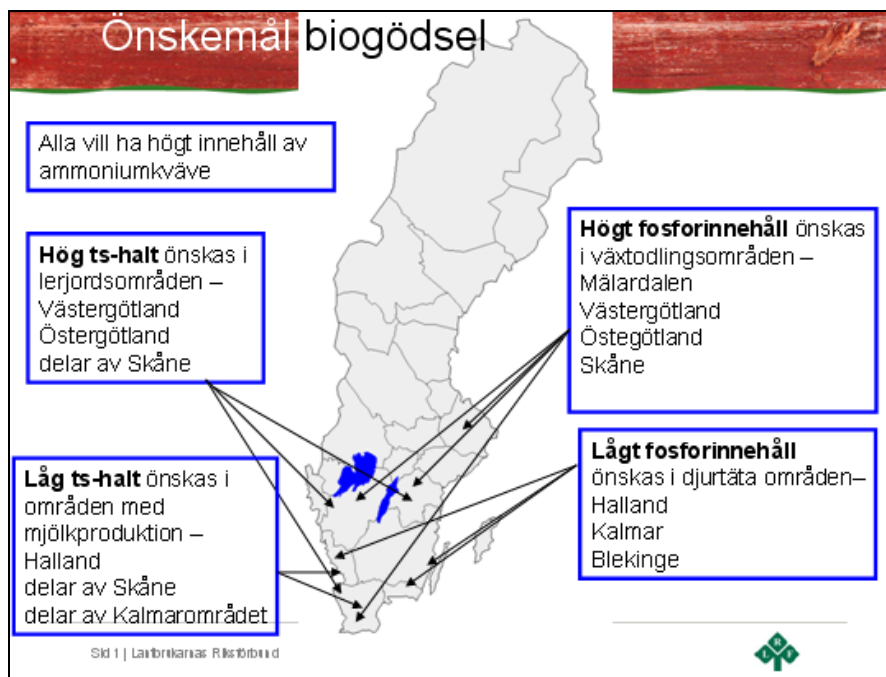 Önskemål biogödsel
Alla vill ha högt innehåll av
ammoniumkväve
Hög ts-halt önskas i
lerjordsområden –
Västergötland
Östergötland
delar av Skåne
Låg ts-halt önskas i
områden med
mjölkproduktion –
Halland
delar av Skåne
delar av Kalmarområdet
Högt fosforinnehåll önskas
i växtodlingsområden –
Mälardalen
Västergötland
Östegötland
Skåne
Lågt fosforinnehåll
önskas i djurtäta områden–
Halland
Kalmar
Blekinge
Sid 1 | Lantbrukarnas Riksförbund
L R F